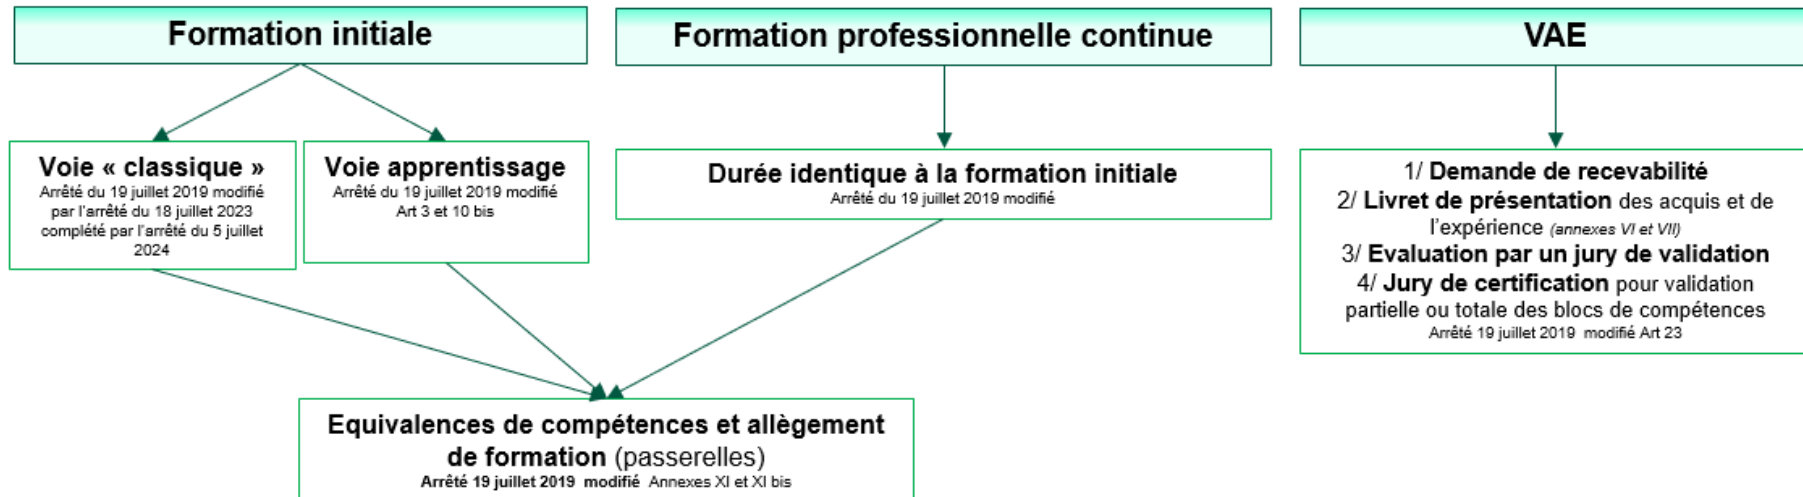 Formation initiale
Formation professionnelle continue
VAE
Voie « classique »
Arrêté du 19 juillet 2019 modifié
par l'arrêté du 18 juillet 2023
complété par l'arrêté du 5 juillet
2024
Voie apprentissage
Arrêté du 19 juillet 2019 modifié
Art 3 et 10 bis
Durée identique à la formation initiale
Arrêté du 19 juillet 2019 modifié
1/ Demande de recevabilité
2/ Livret de présentation des acquis et de
l'expérience (annexes VI et VII)
3/ Evaluation par un jury de validation
4/ Jury de certification pour validation
partielle ou totale des blocs de compétences
Arrêté 19 juillet 2019 modifié Art 23
Equivalences de compétences et allègement
de formation (passerelles)
Arrêté 19 juillet 2019 modifié Annexes XI et XI bis